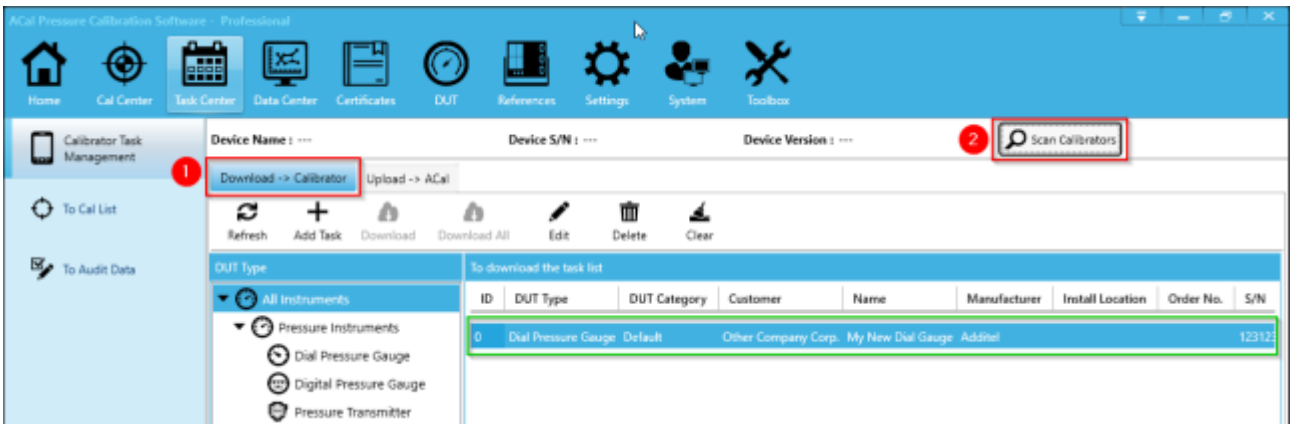 ACal Pressure Calibration Software - Professional
Home Cal Center Task Center Data Center Certificates DUT References Settings System Toolbox
Calibrator Task Management
To Cal List
To Audit Data
Device Name : --- Device S/N : --- Device Version : --- 2 Scan Calibrators
1 Download -> Calibrator Upload -> ACal
Refresh Add Task Download Download All Edit Delete Clear
DUT Type
All Instruments
Pressure Instruments
Dial Pressure Gauge
Digital Pressure Gauge
Pressure Transmitter
To download the task list
ID DUT Type DUT Category Customer Name Manufacturer Install Location Order No. S/N
0 Dial Pressure Gauge Default Other Company Corp. My New Dial Gauge Additel 123123